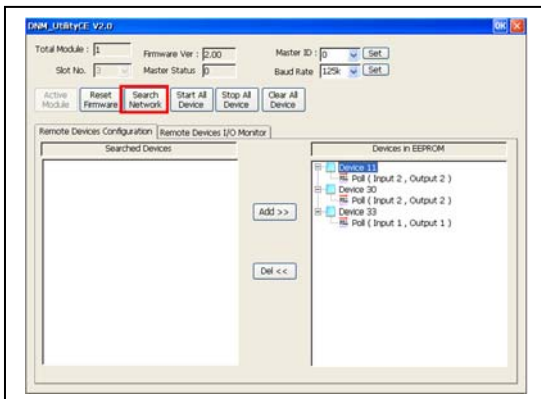 DNM_UtilityCE V2.0
OK
Total Module : 1 Firmware Ver : 2.00 Master ID : 0 Set
Slot No. 3 Master Status 0 Baud Rate 125k Set
Active Module Reset Firmware Search Network Start All Device Stop All Device Clear All Device
Remote Devices Configuration Remote Devices I/O Monitor
Searched Devices Devices in EEPROM
Device 11
Poll ( Input 2 , Output 2 )
Device 30
Poll ( Input 2 , Output 2 )
Device 33
Poll ( Input 1 , Output 1 )
Add >>
Del <<